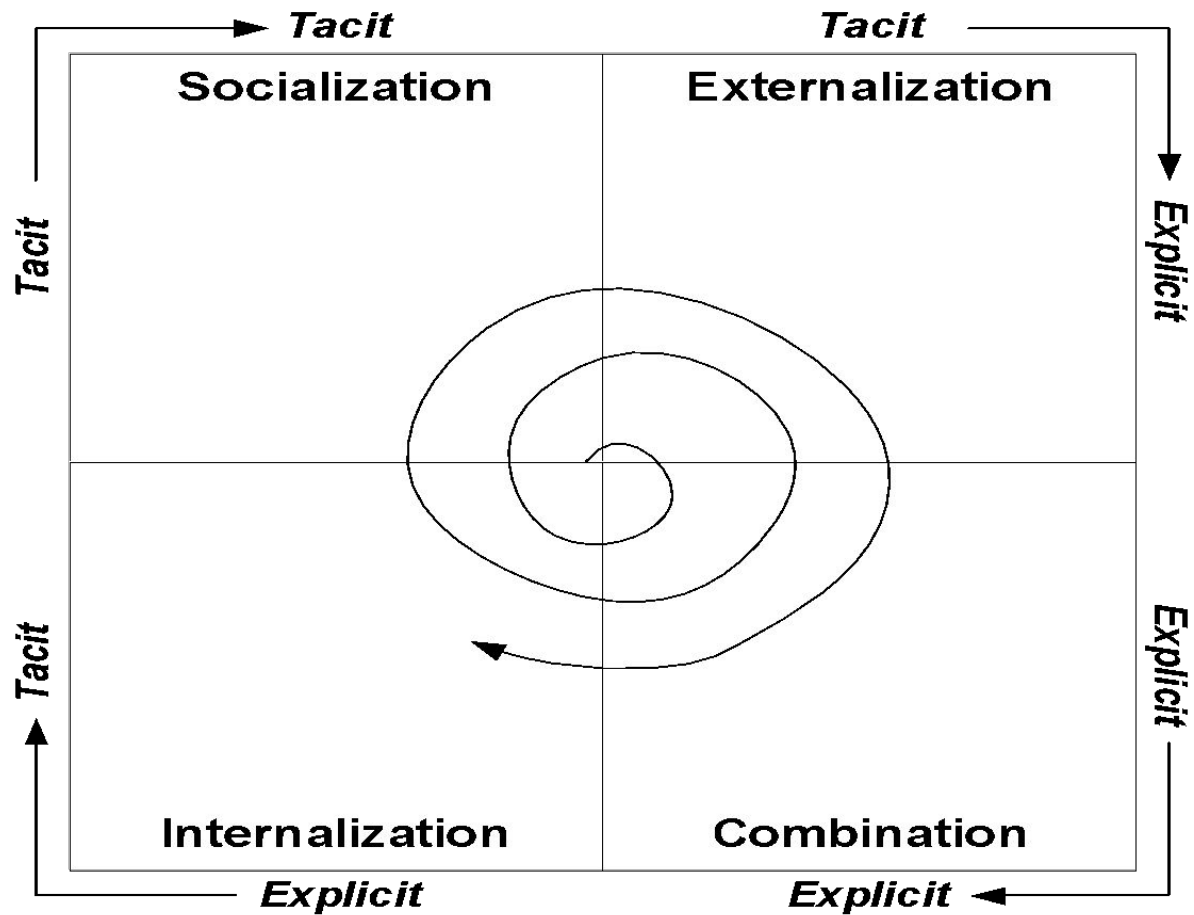 Tacit
Tacit
Socialization
Externalization
Tacit
Explicit
Tacit
Explicit
Internalization
Combination
Explicit
Explicit